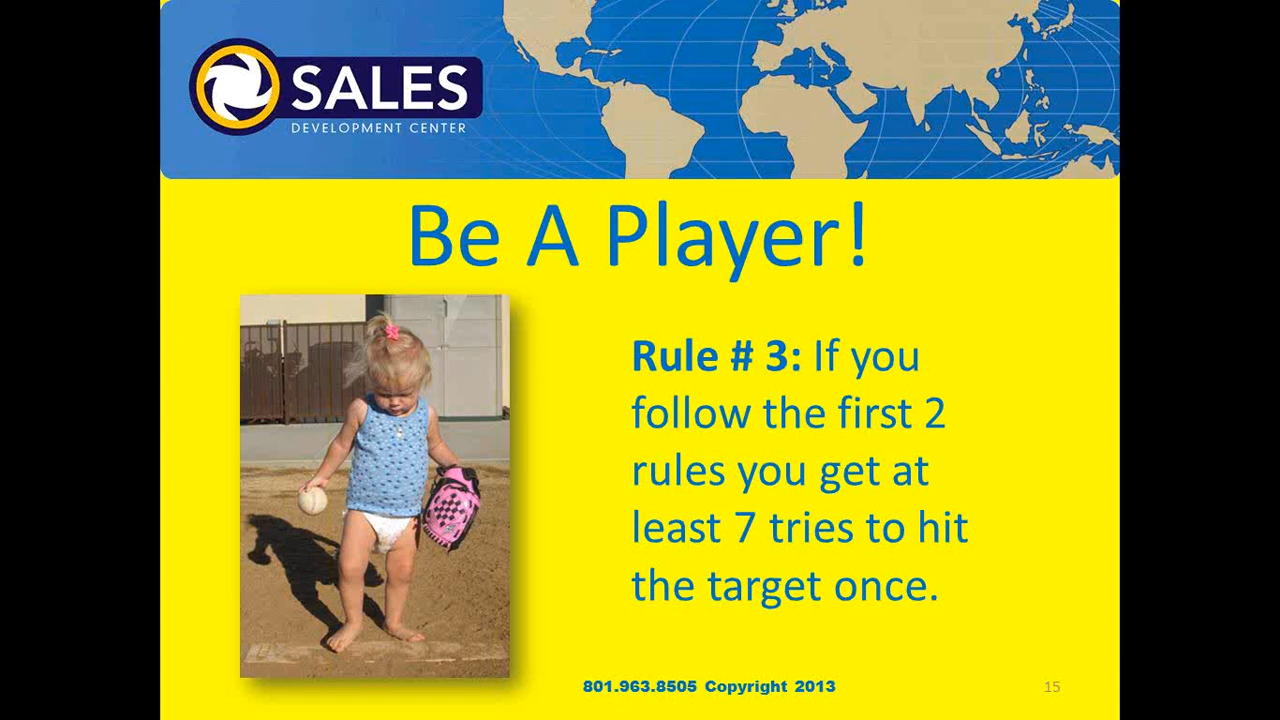 SALES
DEVELOPMENT CENTER
Be A Player!
Rule # 3: If you
follow the first 2
rules you get at
least 7 tries to hit
the target once.
801.963.8505 Copyright 2013
15